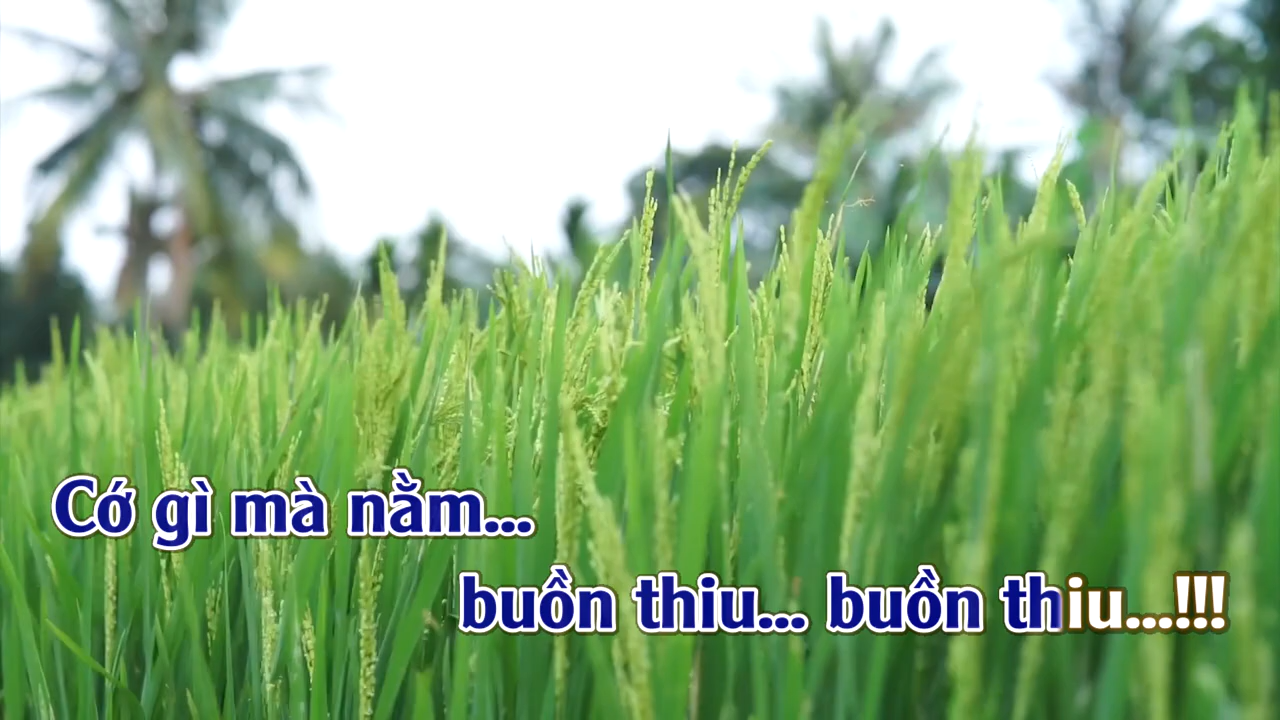 Cớ gì mà nằm...
buồn thiu... buồn thiu...!!!